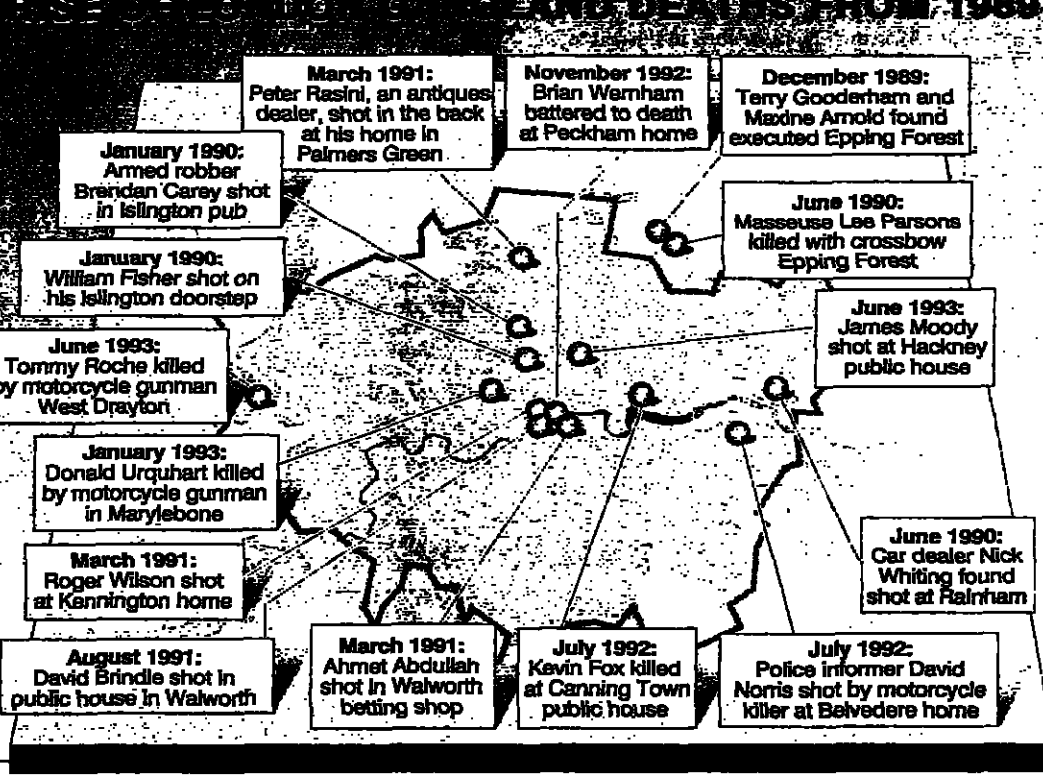 AND DEATHS FROM 1989
March 1991:
Peter Rasini, an antiques
dealer, shot in the back
at his home in
Palmers Green
November 1992:
Brian Wernham
battered to death
at Peckham home
December 1989:
Terry Gooderham and
Maxine Arnold found
executed Epping Forest
January 1990:
Armed robber
Brendan Carey shot
in Islington pub
June 1990:
Masseuse Lee Parsons
killed with crossbow
Epping Forest
January 1990:
William Fisher shot on
his Islington doorstep
June 1993:
James Moody
shot at Hackney
public house
June 1993:
Tommy Roche killed
by motorcycle gunman
West Drayton
January 1993:
Donald Urquhart killed
by motorcycle gunman
in Marylebone
June 1990:
Car dealer Nick
Whiting found
shot at Rainham
March 1991:
Roger Wilson shot
at Kennington home
August 1991:
David Brindle shot in
public house in Walworth
March 1991:
Ahmet Abdullah
shot in Walworth
betting shop
July 1992:
Kevin Fox killed
at Canning Town
public house
July 1992:
Police informer David
Norris shot by motorcycle
killer at Belvedere home